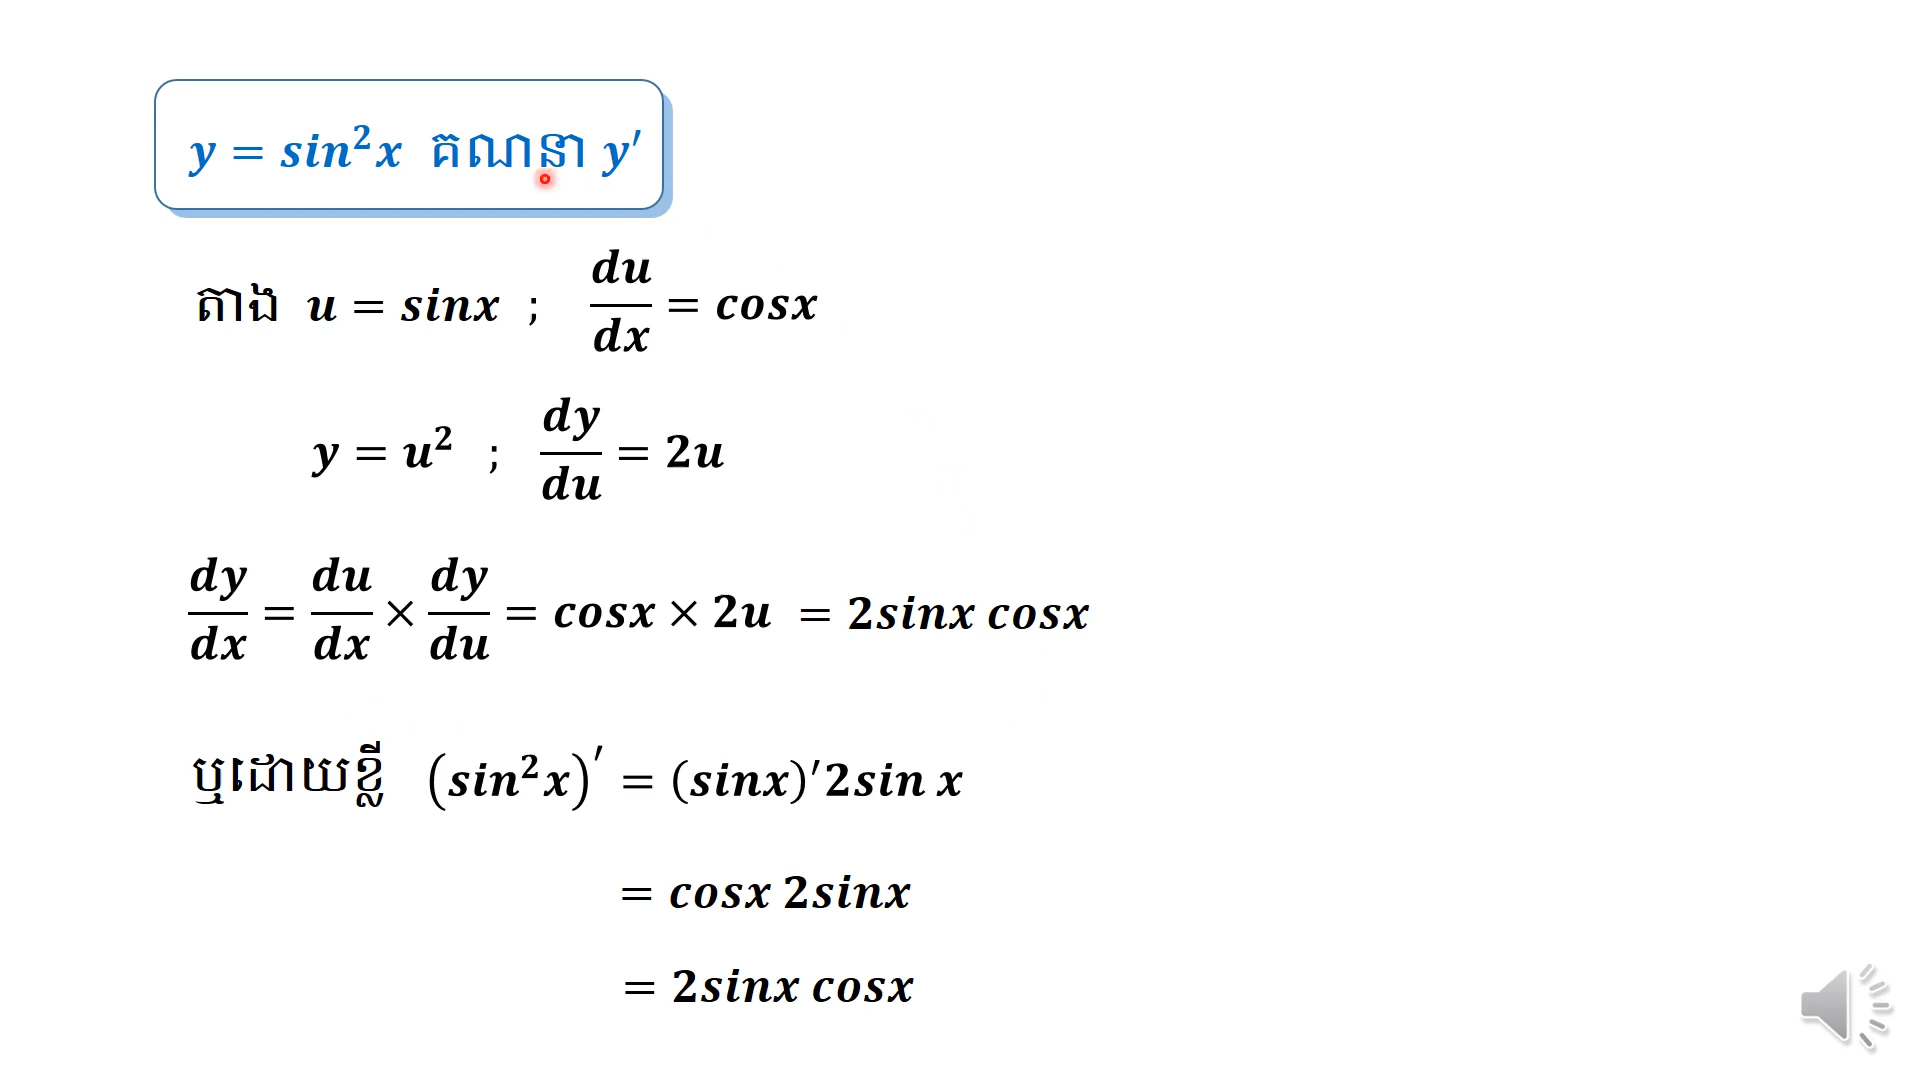 y = sin²x គណនា y′
តាង u = sinx ; du/dx = cosx
y = u² ; dy/du = 2u
dy/dx = du/dx × dy/du = cosx × 2u = 2sinx cosx
ឬដោយខ្លី (sin²x)′ = (sinx)′2sin x
= cosx 2sinx
= 2sinx cosx